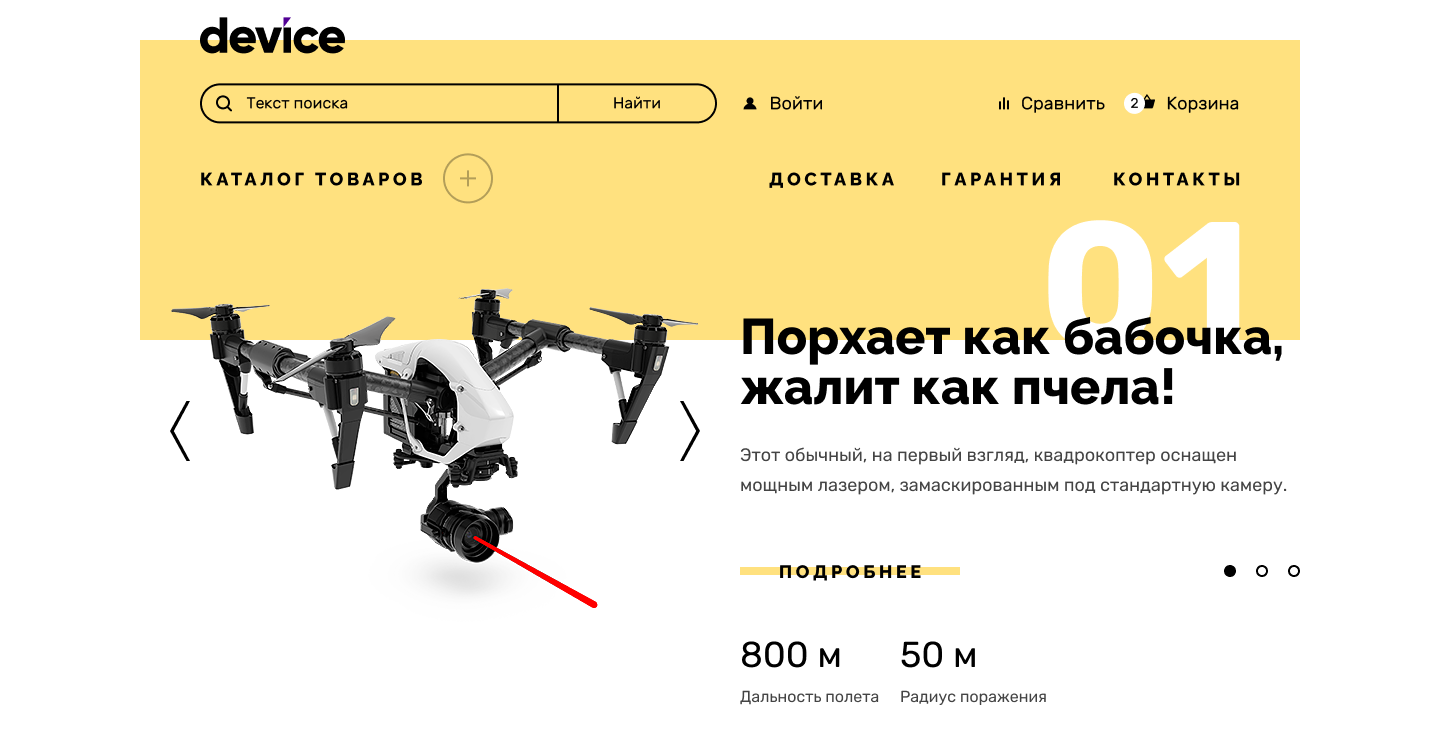 device
Текст поиска
Найти
Войти
Сравнить
2
Корзина
КАТАЛОГ ТОВАРОВ
ДОСТАВКА
ГАРАНТИЯ
КОНТАКТЫ
01
Порхает как бабочка,
жалит как пчела!
Этот обычный, на первый взгляд, квадрокоптер оснащен
мощным лазером, замаскированным под стандартную камеру.
ПОДРОБНЕЕ
800 м
50 м
Дальность полета
Радиус поражения